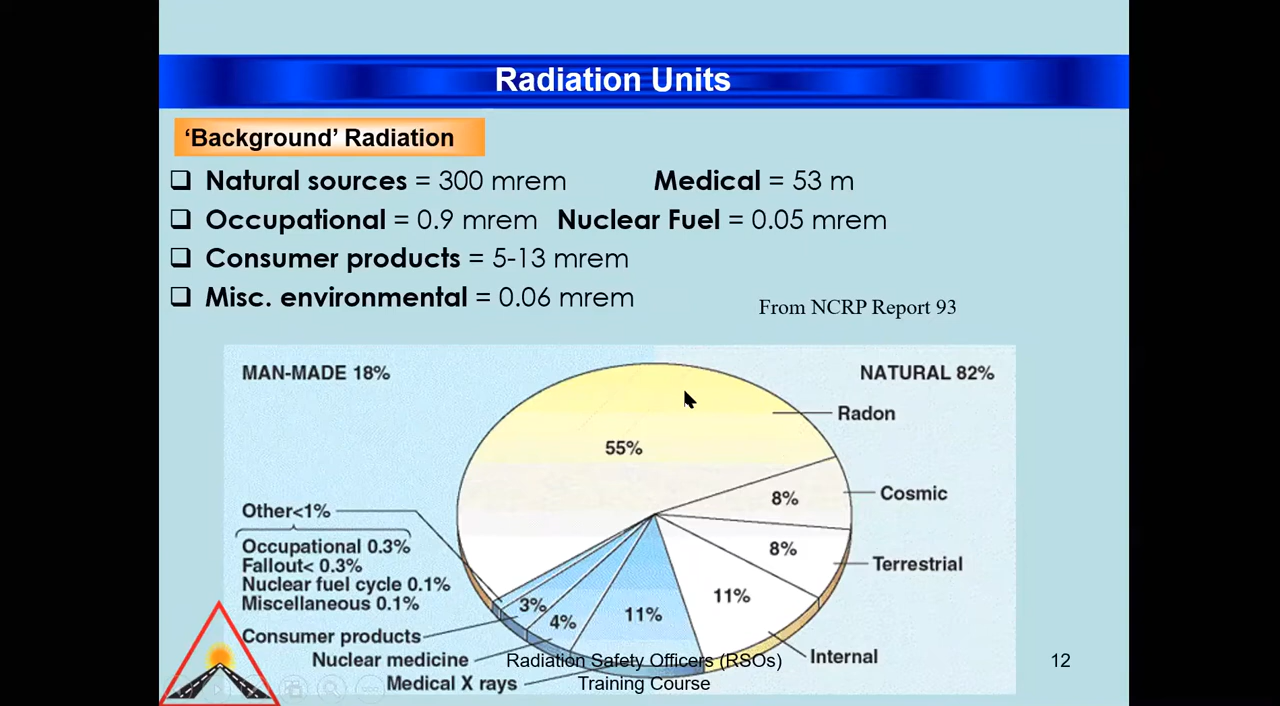 Radiation Units
‘Background’ Radiation
Natural sources = 300 mrem Medical = 53 m
Occupational = 0.9 mrem Nuclear Fuel = 0.05 mrem
Consumer products = 5-13 mrem
Misc. environmental = 0.06 mrem
From NCRP Report 93
MAN-MADE 18%
NATURAL 82%
Radon
55%
8%
Cosmic
8%
Terrestrial
11%
Internal
11%
4%
3%
Other<1%
Occupational 0.3%
Fallout< 0.3%
Nuclear fuel cycle 0.1%
Miscellaneous 0.1%
Consumer products
Nuclear medicine
Medical X rays
Radiation Safety Officers (RSOs)
Training Course
12